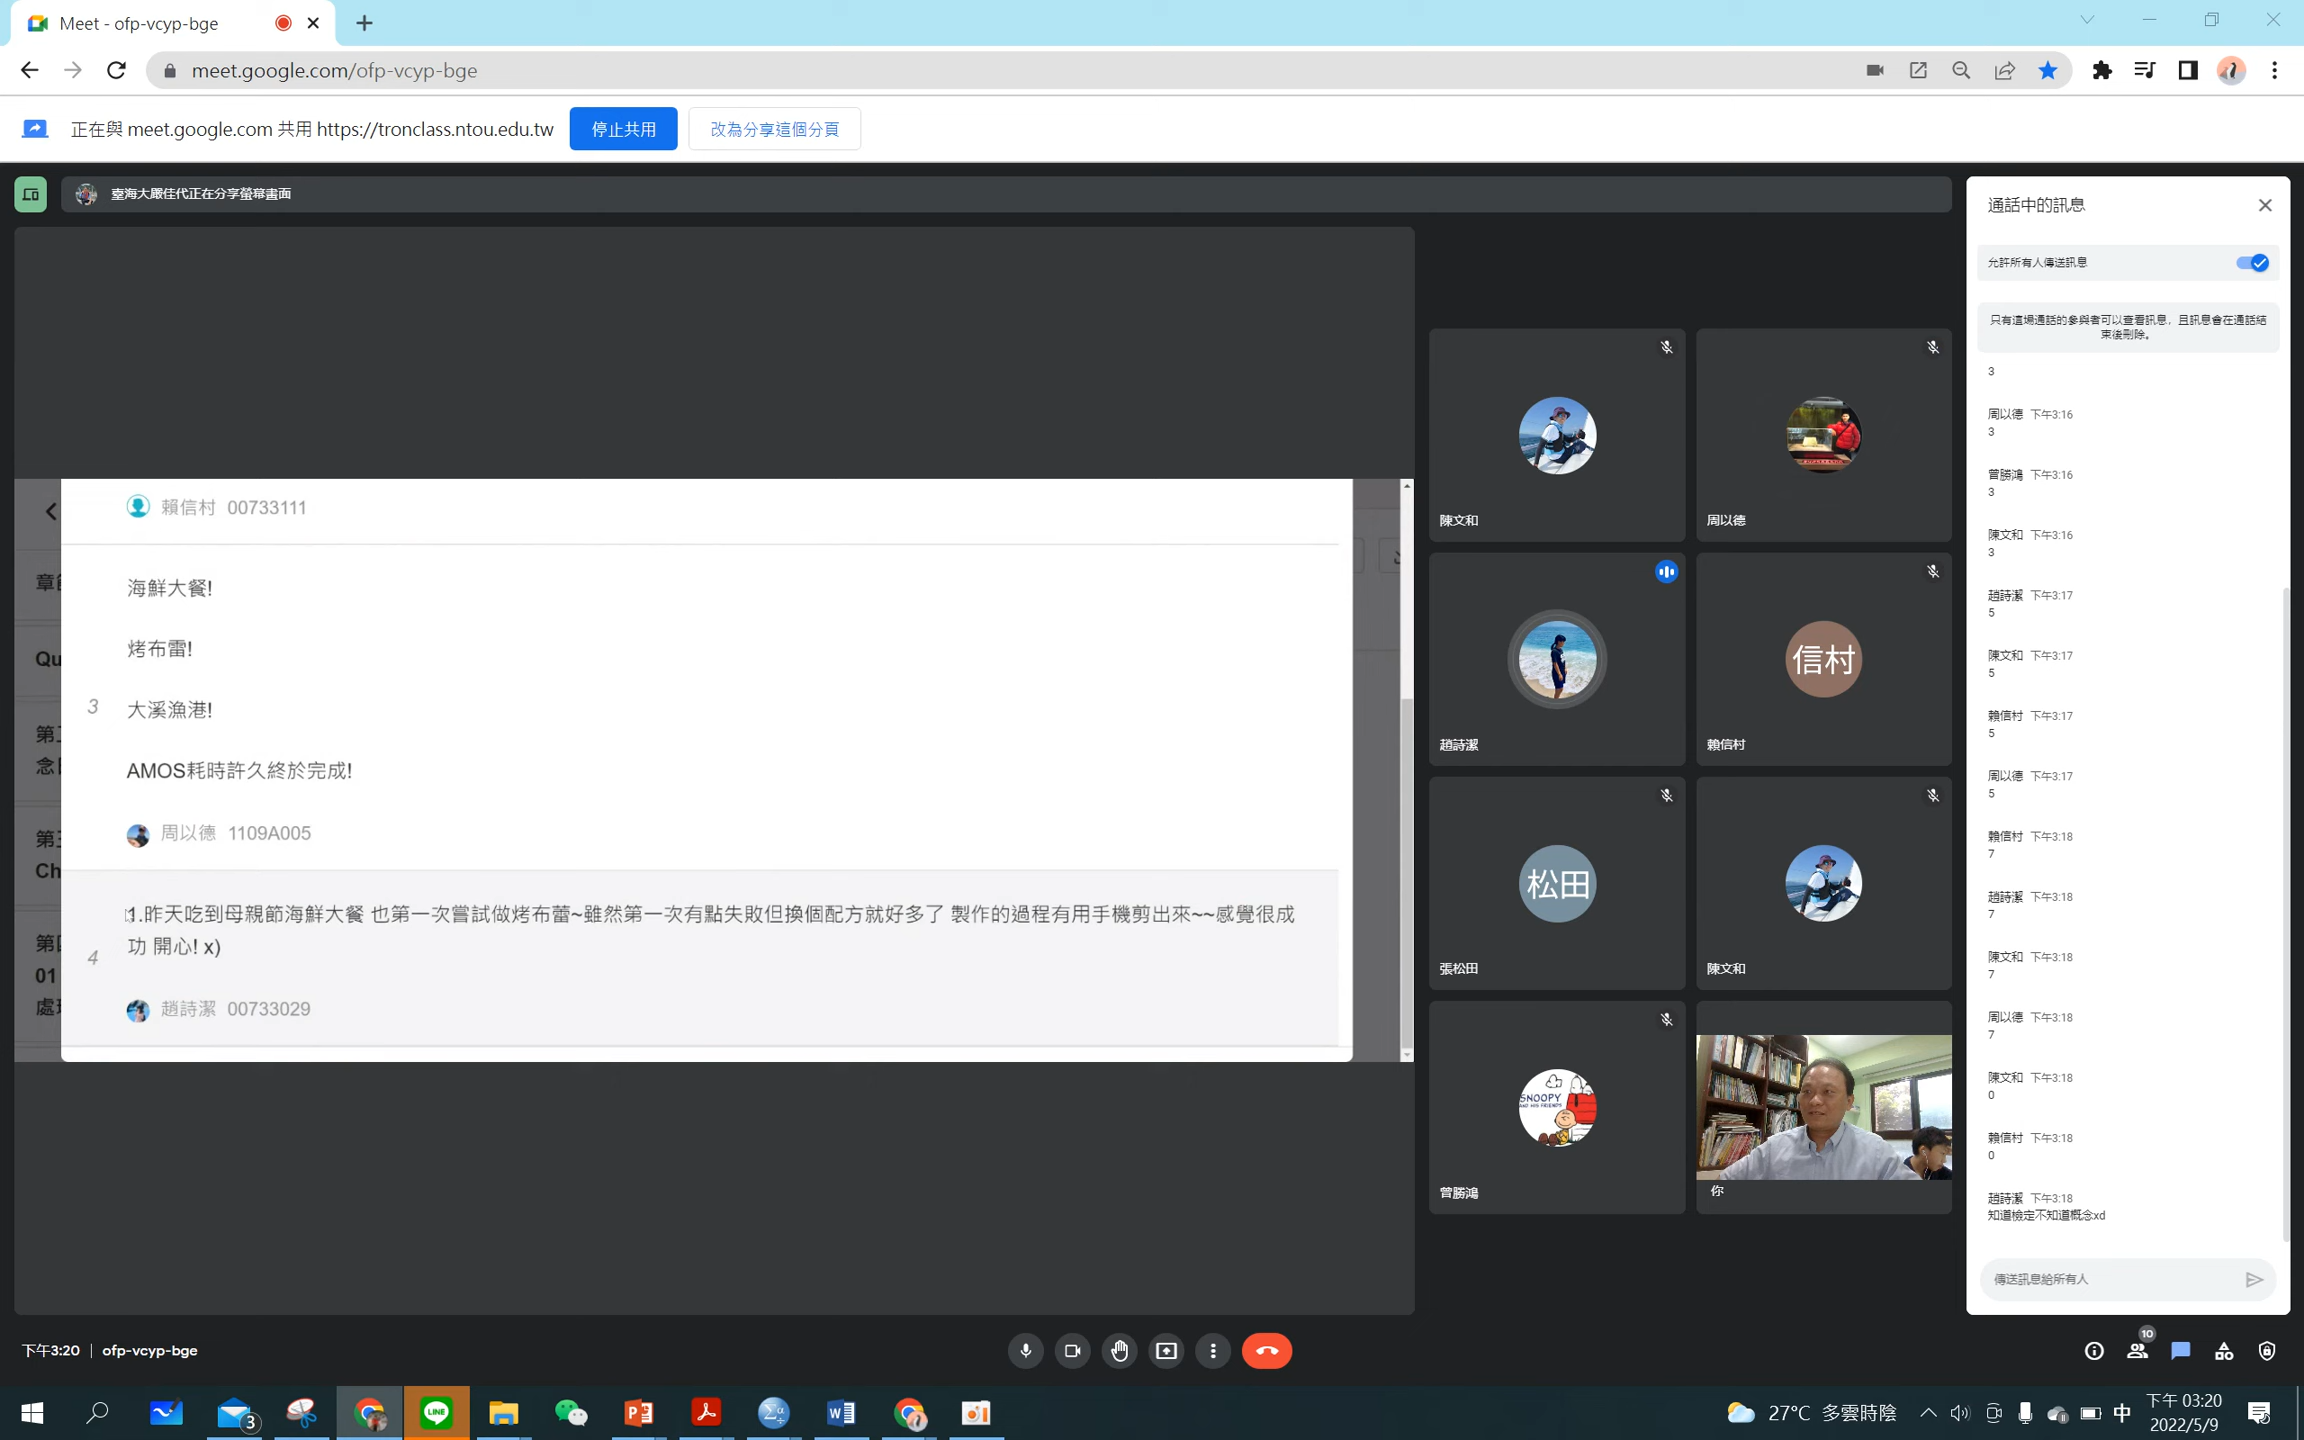 Meet - ofp-vcyp-bge
meet.google.com/ofp-vcyp-bge
正在與 meet.google.com 共用 https://tronclass.ntou.edu.tw
停止共用
改為分享這個分頁
臺海大嚴佳代正在分享螢幕畫面
賴信村 00733111
章
Qu
第
念
第
Ch
第
01
處
海鮮大餐!
烤布雷!
3
大溪漁港!
AMOS耗時許久終於完成!
周以德 1109A005
1.昨天吃到母親節海鮮大餐 也第一次嘗試做烤布蕾~雖然第一次有點失敗但換個配方就好多了 製作的過程有用手機剪出來~~感覺很成
功 開心! x)
4
趙詩潔 00733029
陳文和
周以德
信村
趙詩潔
賴信村
松田
張松田
陳文和
SNOOPY
AND HIS FRIENDS
曾勝鴻
你
通話中的訊息
允許所有人傳送訊息
只有這場通話的參與者可以查看訊息，且訊息會在通話結
束後刪除。
3
周以德 下午3:16
3
曾勝鴻 下午3:16
3
陳文和 下午3:16
3
趙詩潔 下午3:17
5
陳文和 下午3:17
5
賴信村 下午3:17
5
周以德 下午3:17
5
賴信村 下午3:18
7
趙詩潔 下午3:18
7
陳文和 下午3:18
7
周以德 下午3:18
7
陳文和 下午3:18
0
賴信村 下午3:18
0
趙詩潔 下午3:18
知道檢定不知道概念xd
傳送訊息給所有人
下午3:20 | ofp-vcyp-bge
10
3
LINE
27°C 多雲時陰
中
下午 03:20
2022/5/9